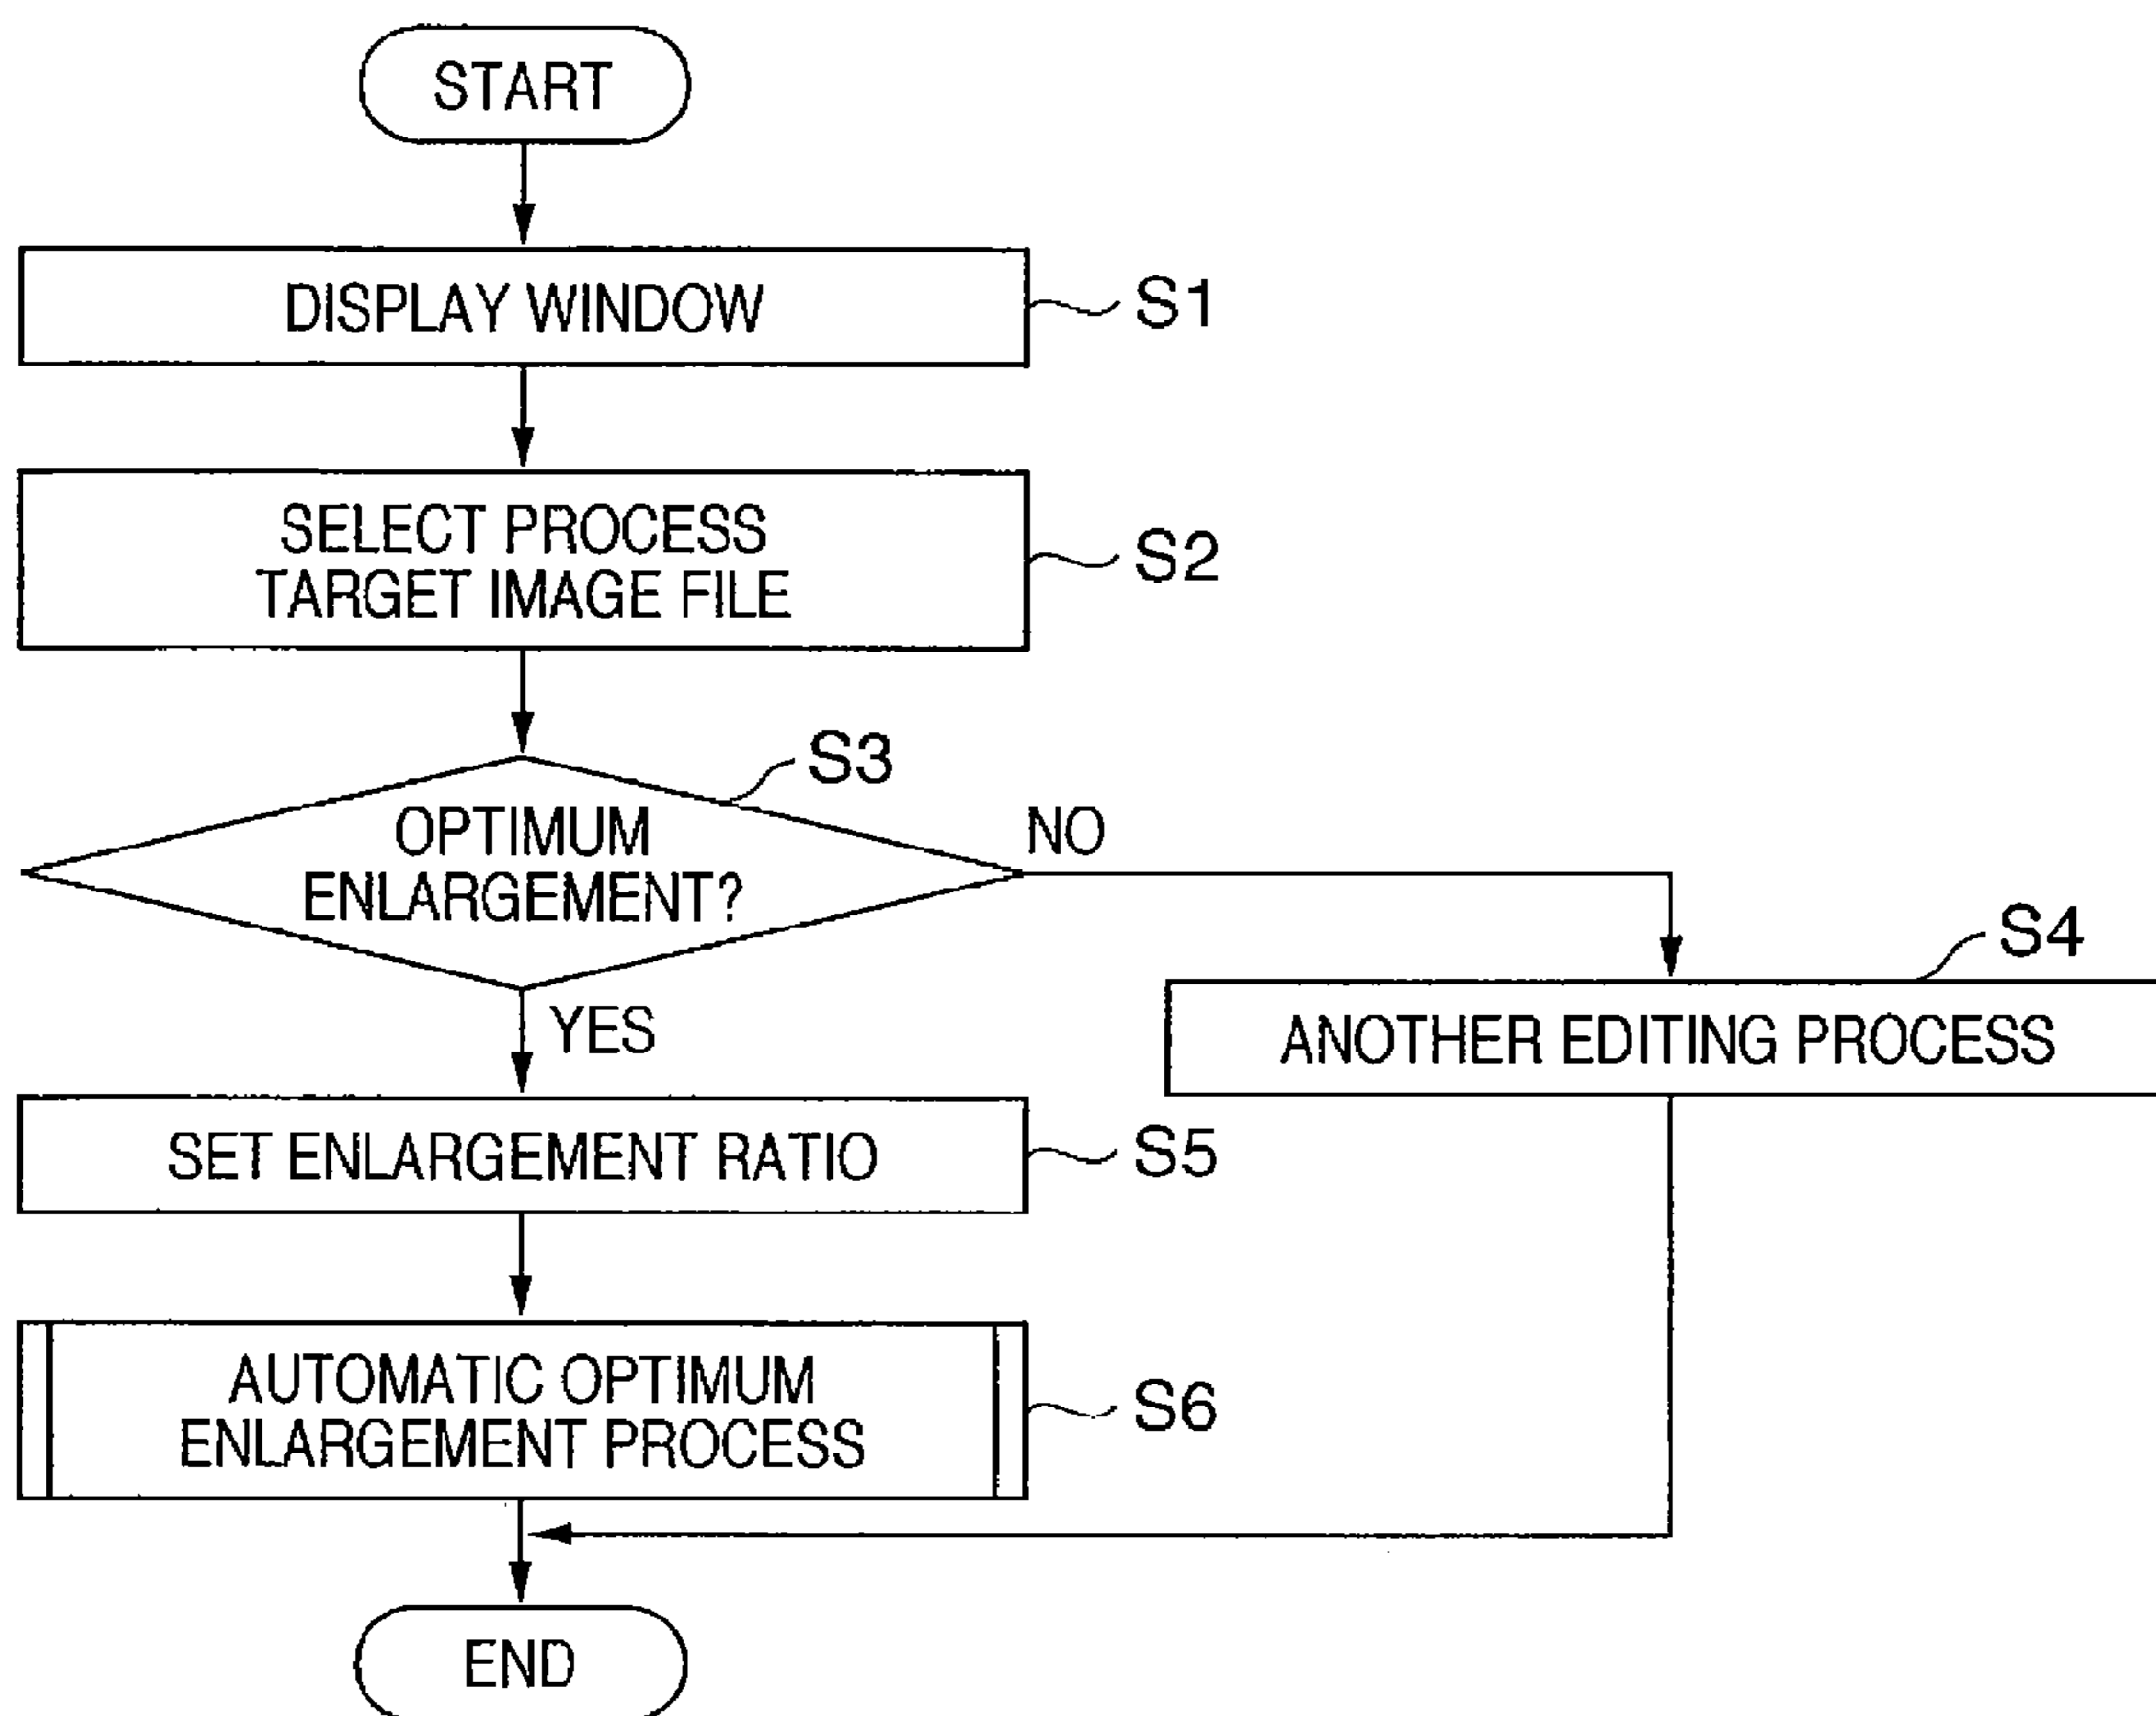 START
DISPLAY WINDOW
S1
SELECT PROCESS
TARGET IMAGE FILE
S2
S3
OPTIMUM
ENLARGEMENT?
NO
YES
S4
ANOTHER EDITING PROCESS
SET ENLARGEMENT RATIO
S5
AUTOMATIC OPTIMUM
ENLARGEMENT PROCESS
S6
END